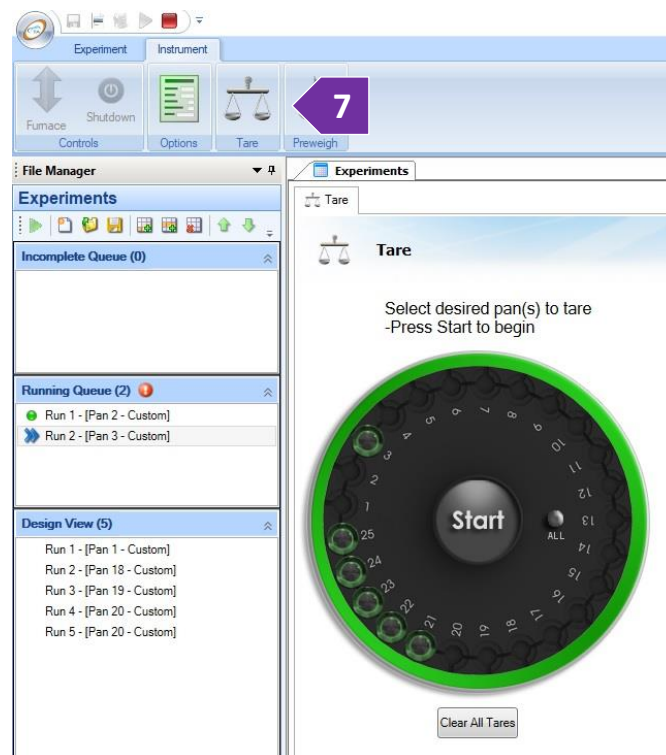 Experiment Instrument
Furnace
Shutdown
Controls Options Tare Preweigh
7
File Manager
Experiments
Experiments
Tare
Incomplete Queue (0)
Tare
Select desired pan(s) to tare
-Press Start to begin
Running Queue (2)
Run 1 - [Pan 2 - Custom]
Run 2 - [Pan 3 - Custom]
Design View (5)
Run 1 - [Pan 1 - Custom]
Run 2 - [Pan 18 - Custom]
Run 3 - [Pan 19 - Custom]
Run 4 - [Pan 20 - Custom]
Run 5 - [Pan 20 - Custom]
1
2
3
4
5
6
7
8
9
10
11
12
13
14
15
16
17
18
19
20
21
22
23
24
25
Start
ALL
Clear All Tares